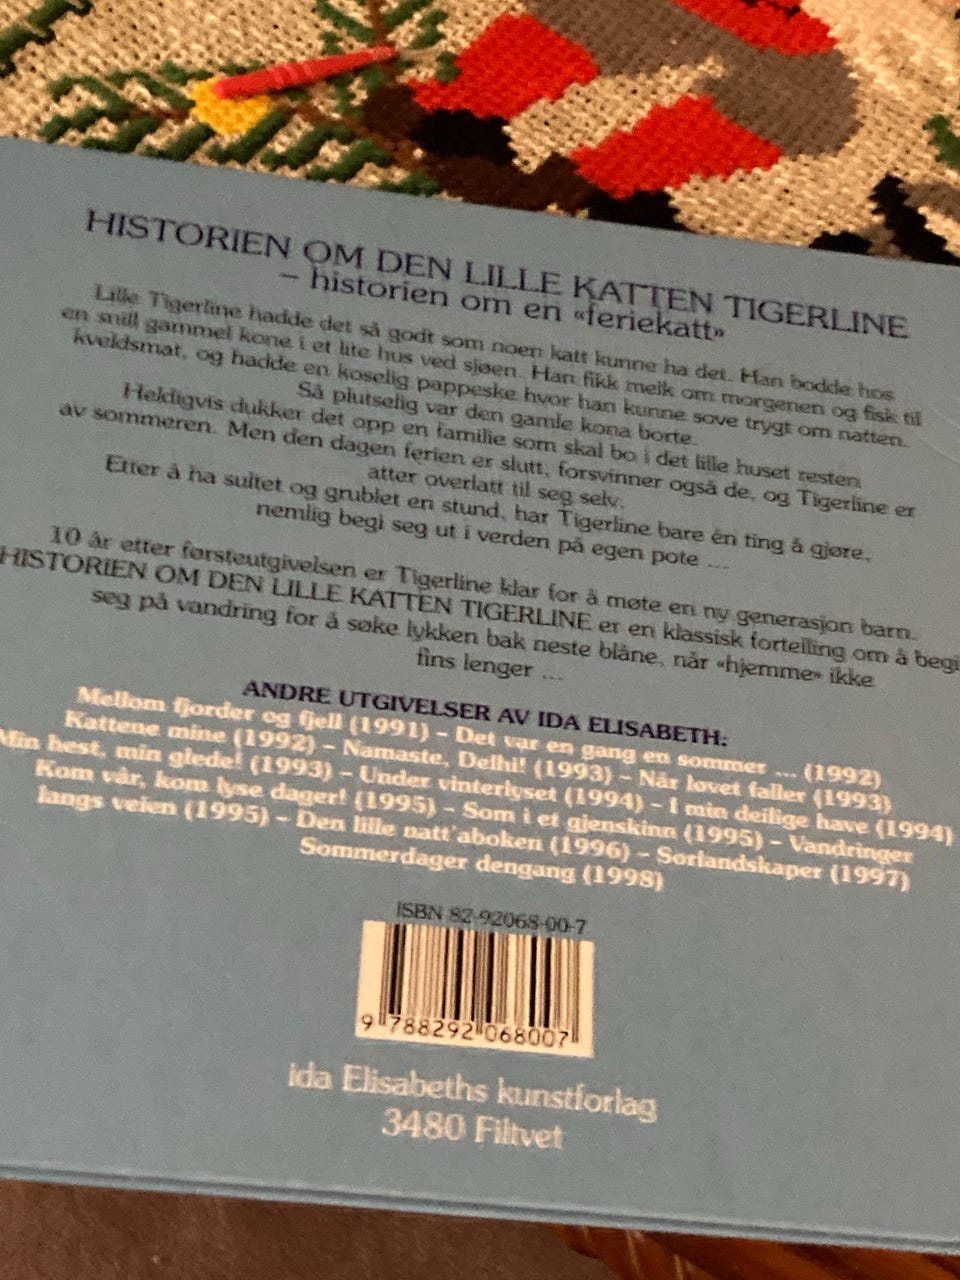 HISTORIEN OM DEN LILLE KATTEN TIGERLINE
– historien om en «feriekatt»
Lille Tigerline hadde det så godt som noen katt kunne ha det. Han bodde hos
en snill gammel kone i et lite hus ved sjøen. Han fikk melk om morgenen og fisk til
kveldsmat, og hadde en koselig pappeske hvor han kunne sove trygt om natten.
Så plutselig var den gamle kona borte.
Heldigvis dukker det opp en familie som skal bo i det lille huset resten
av sommeren. Men den dagen ferien er slutt, forsvinner også de, og Tigerline er
atter overlatt til seg selv.
Etter å ha sultet og grublet en stund, har Tigerline bare én ting å gjøre,
nemlig begi seg ut i verden på egen pote ...
10 år etter førsteutgivelsen er Tigerline klar for å møte en ny generasjon barn.
HISTORIEN OM DEN LILLE KATTEN TIGERLINE er en klassisk fortelling om å begi
seg på vandring for å søke lykken bak neste blåne, når «hjemme» ikke
fins lenger ...
ANDRE UTGIVELSER AV IDA ELISABETH:
Mellom fjorder og fjell (1991) – Det var en gang en sommer ... (1992)
Kattene mine (1992) – Namaste, Delhi! (1993) – Når løvet faller (1993)
Min hest, min glede! (1993) – Under vinterlyset (1994) – I min deilige have (1994)
Kom vår, kom lyse dager! (1995) – Som i et gjenskinn (1995) – Vandringer
langs veien (1995) – Den lille natt'aboken (1996) – Sørlandskaper (1997)
Sommerdager dengang (1998)
ISBN 82-92068-00-7
9 788292 068007
ida Elisabeths kunstforlag
3480 Filtvet